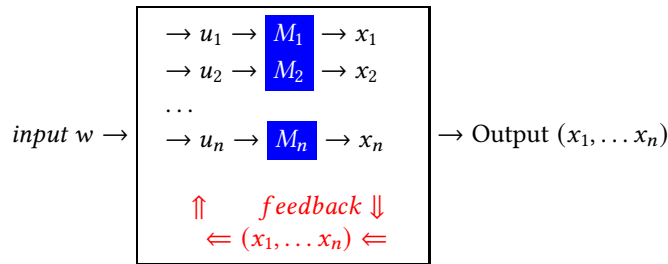 → u₁ → M₁ → x₁
→ u₂ → M₂ → x₂
...
input w → → uₙ → Mₙ → xₙ → Output (x₁, . . . xₙ)
⇑ feedback ⇓
⇐ (x₁, . . . xₙ) ⇐